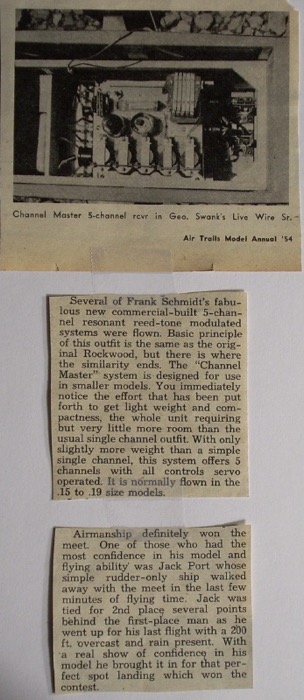 Channel Master 5-channel rcvr in Geo. Swank's Live Wire Sr.
Air Trails Model Annual '54
Several of Frank Schmidt's fabu-
lous new commercial-built 5-chan-
nel resonant reed-tone modulated
systems were flown. Basic principle
of this outfit is the same as the orig-
inal Rockwood, but there is where
the similarity ends. The "Channel
Master" system is designed for use
in smaller models. You immediately
notice the effort that has been put
forth to get light weight and com-
pactness, the whole unit requiring
but very little more room than the
usual single channel outfit. With only
slightly more weight than a simple
single channel, this system offers 5
channels with all controls servo
operated. It is normally flown in the
.15 to .19 size models.
Airmanship definitely won the
meet. One of those who had the
most confidence in his model and
flying ability was Jack Port whose
simple rudder-only ship walked
away with the meet in the last few
minutes of flying time. Jack was
tied for 2nd place several points
behind the first-place man as he
went up for his last flight with a 200
ft. overcast and rain present. With
a real show of confidence in his
model he brought it in for that per-
fect spot landing which won the
contest.